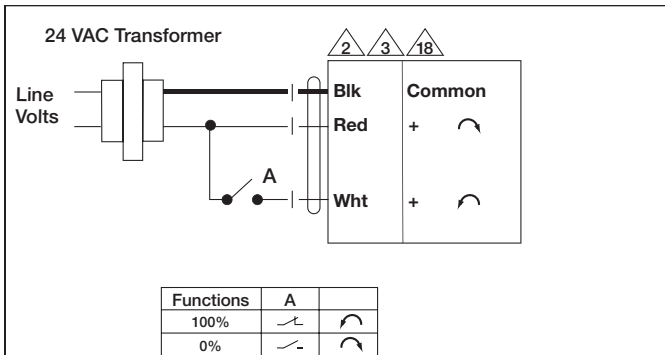 24 VAC Transformer
2 3 18
Line
Volts
Blk Common
Red +
A
Wht +
Functions A
100%
0%